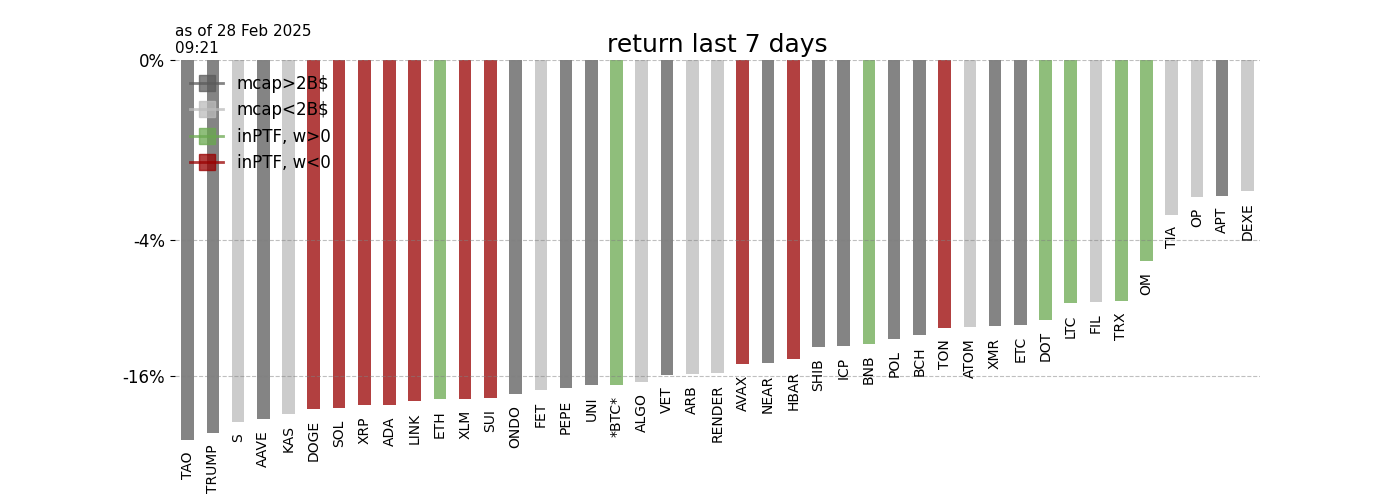 as of 28 Feb 2025
09:21
return last 7 days
0%
-4%
-16%
mcap>2B$
mcap<2B$
inPTF, w>0
inPTF, w<0
TAO
TRUMP
S
AAVE
KAS
DOGE
SOL
XRP
ADA
LINK
ETH
XLM
SUI
ONDO
FET
PEPE
UNI
*BTC*
ALGO
VET
ARB
RENDER
AVAX
NEAR
HBAR
SHIB
ICP
BNB
POL
BCH
TON
ATOM
XMR
ETC
DOT
LTC
FIL
TRX
OM
TIA
OP
APT
DEXE